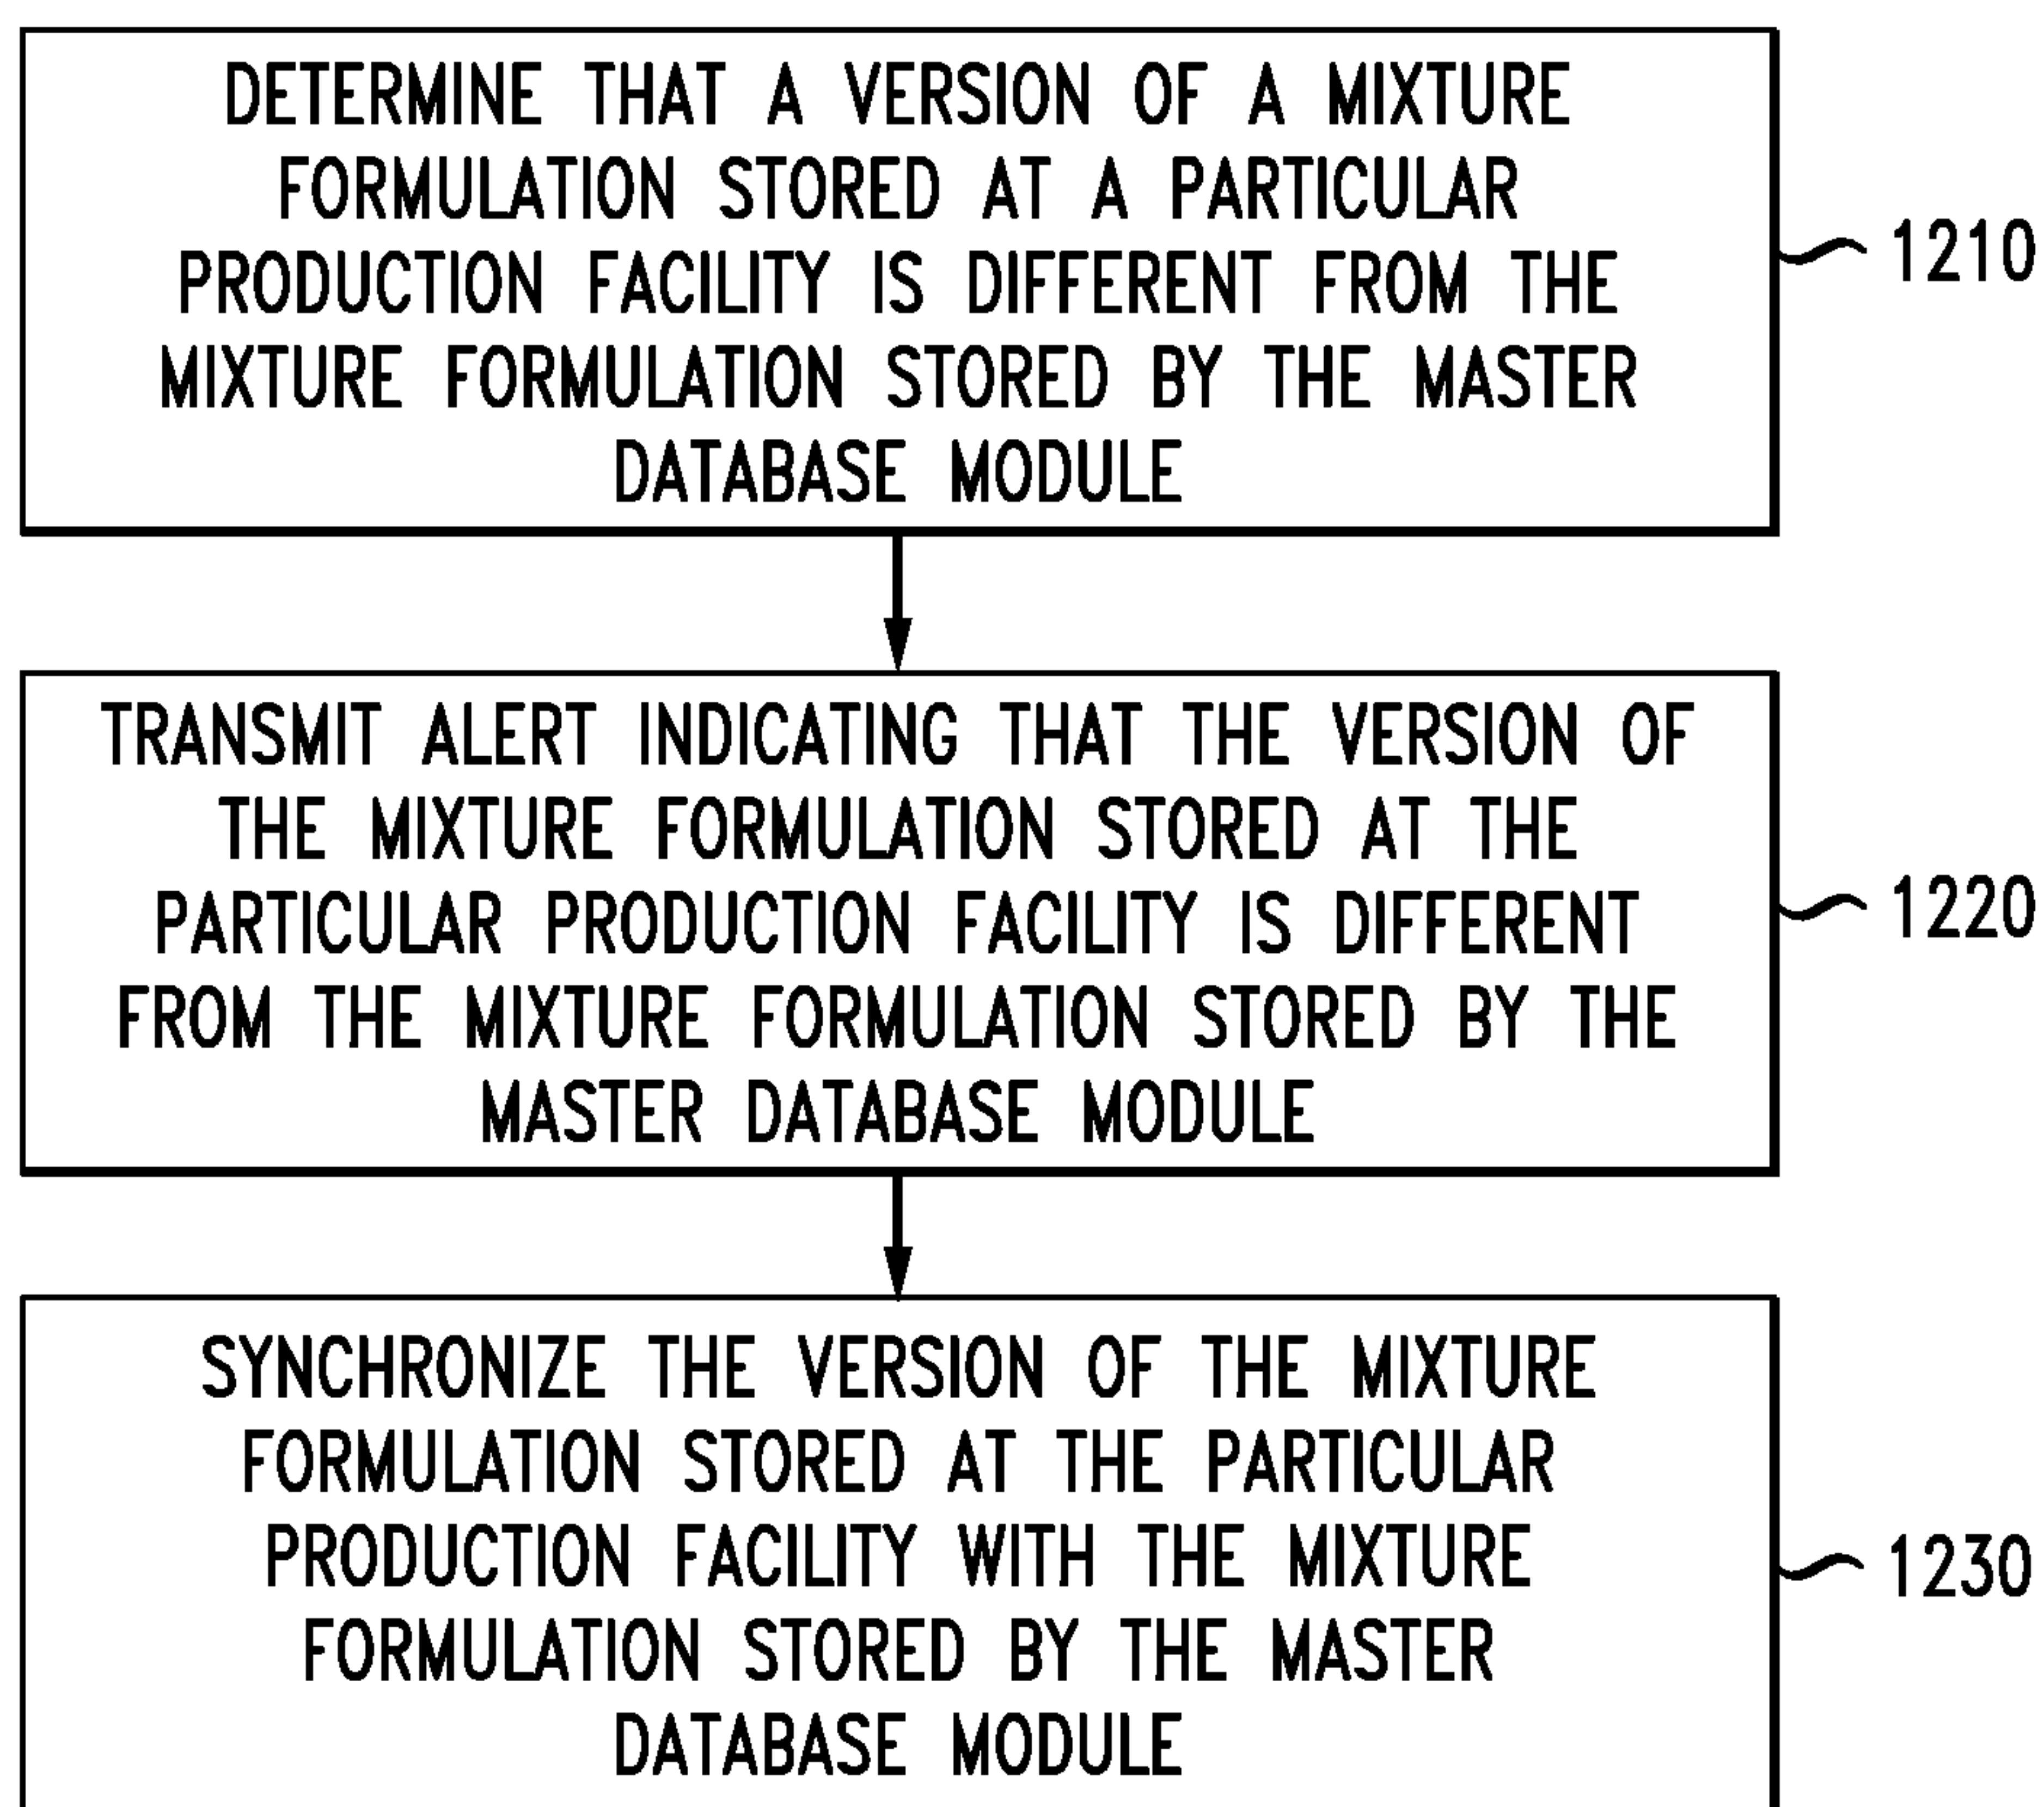 DETERMINE THAT A VERSION OF A MIXTURE
FORMULATION STORED AT A PARTICULAR
PRODUCTION FACILITY IS DIFFERENT FROM THE
MIXTURE FORMULATION STORED BY THE MASTER
DATABASE MODULE
1210
TRANSMIT ALERT INDICATING THAT THE VERSION OF
THE MIXTURE FORMULATION STORED AT THE
PARTICULAR PRODUCTION FACILITY IS DIFFERENT
FROM THE MIXTURE FORMULATION STORED BY THE
MASTER DATABASE MODULE
1220
SYNCHRONIZE THE VERSION OF THE MIXTURE
FORMULATION STORED AT THE PARTICULAR
PRODUCTION FACILITY WITH THE MIXTURE
FORMULATION STORED BY THE MASTER
DATABASE MODULE
1230